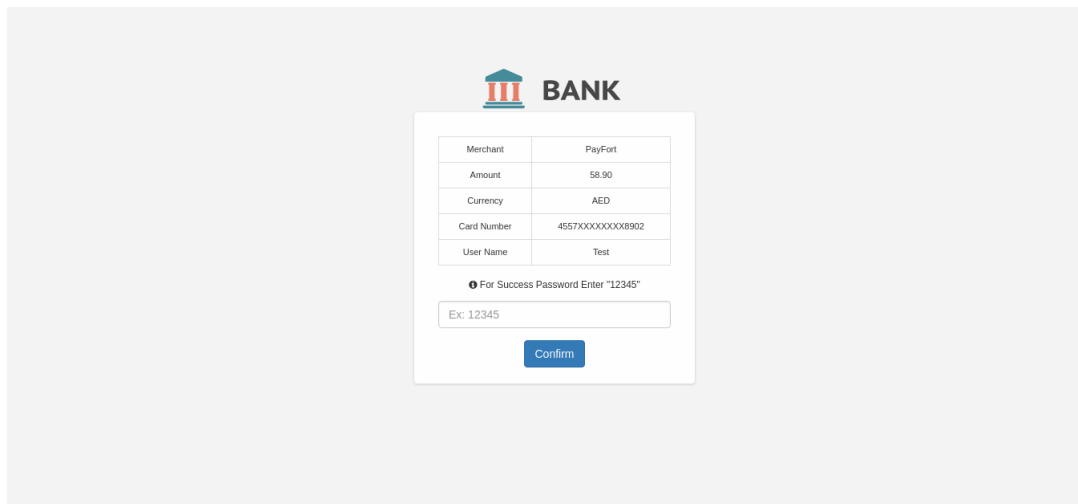 BANK
Merchant PayFort
Amount 58.90
Currency AED
Card Number 4557XXXXXXXX8902
User Name Test
For Success Password Enter "12345"
Ex: 12345
Confirm